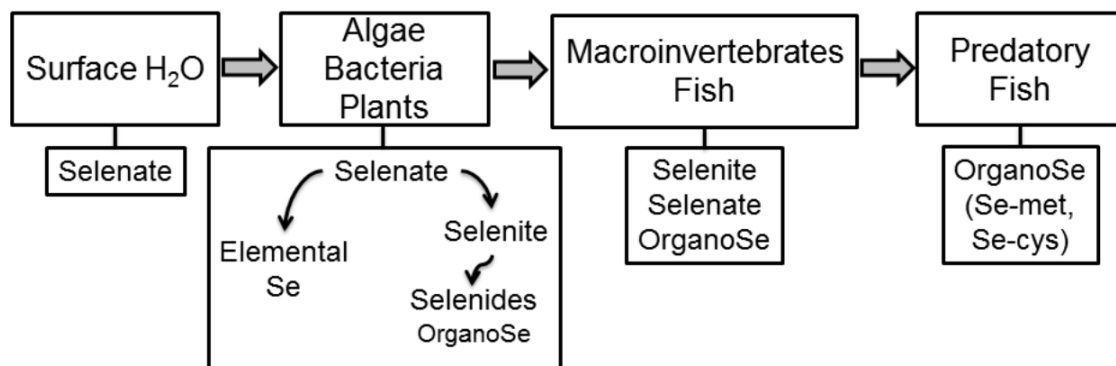 Surface H₂O
Algae
Bacteria
Plants
Macroinvertebrates
Fish
Predatory
Fish
Selenate
Selenate
Elemental
Se
Selenite
Selenides
OrganoSe
Selenite
Selenate
OrganoSe
OrganoSe
(Se-met,
Se-cys)